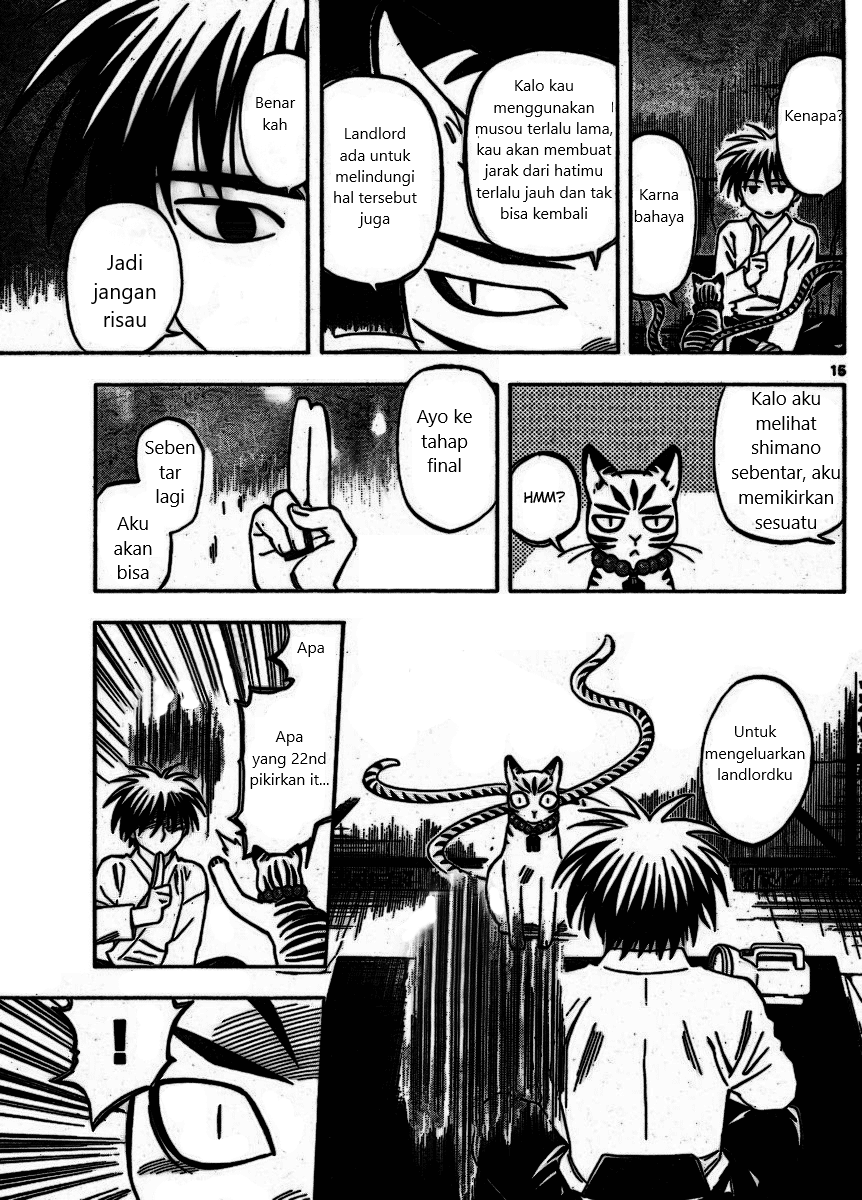 Kenapa?
Karna
bahaya
Kalo kau
menggunakan
musou terlalu lama,
kau akan membuat
jarak dari hatimu
terlalu jauh dan tak
bisa kembali
Landlord
ada untuk
melindungi
hal tersebut
juga
Benar
kah
Jadi
jangan
risau
15
Kalo aku
melihat
shimano
sebentar, aku
memikirkan
sesuatu
HMM?
Ayo ke
tahap
final
Seben
tar
lagi
Aku
akan
bisa
Untuk
mengeluarkan
landlordku
Apa
Apa
yang 22nd
pikirkan it...
!